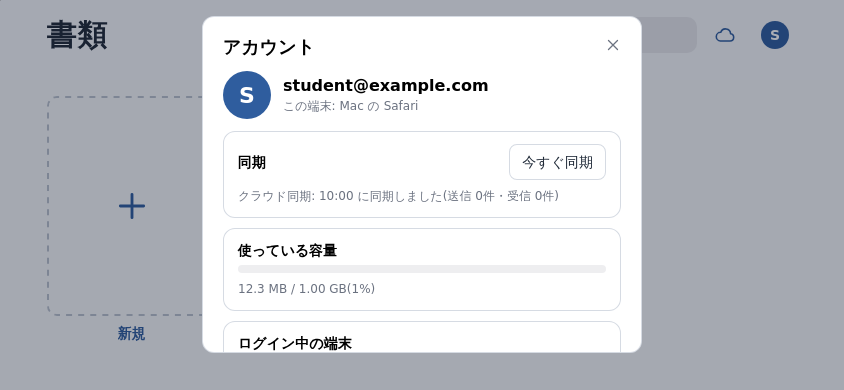 書類
S
アカウント
S
student@example.com
この端末: Mac の Safari
同期
今すぐ同期
クラウド同期: 10:00 に同期しました(送信 0件・受信 0件)
使っている容量
12.3 MB / 1.00 GB(1%)
ログイン中の端末
新規